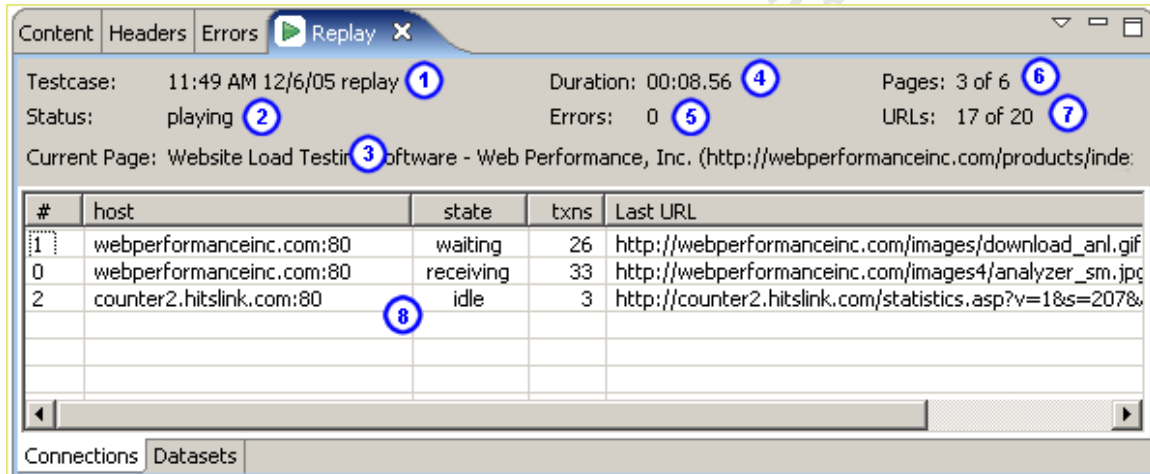 Content Headers Errors Replay
Testcase: 11:49 AM 12/6/05 replay 1 Duration: 00:08.56 4 Pages: 3 of 6 6
Status: playing 2 Errors: 0 5 URLs: 17 of 20 7
Current Page: Website Load Testin 3 oftware - Web Performance, Inc. (http://webperformanceinc.com/products/inde
# host state txns Last URL
1 webperformanceinc.com:80 waiting 26 http://webperformanceinc.com/images/download_anl.gif
0 webperformanceinc.com:80 receiving 33 http://webperformanceinc.com/images4/analyzer_sm.jpg
2 counter2.hitslink.com:80 idle 3 http://counter2.hitslink.com/statistics.asp?v=1&s=207&
8
Connections Datasets